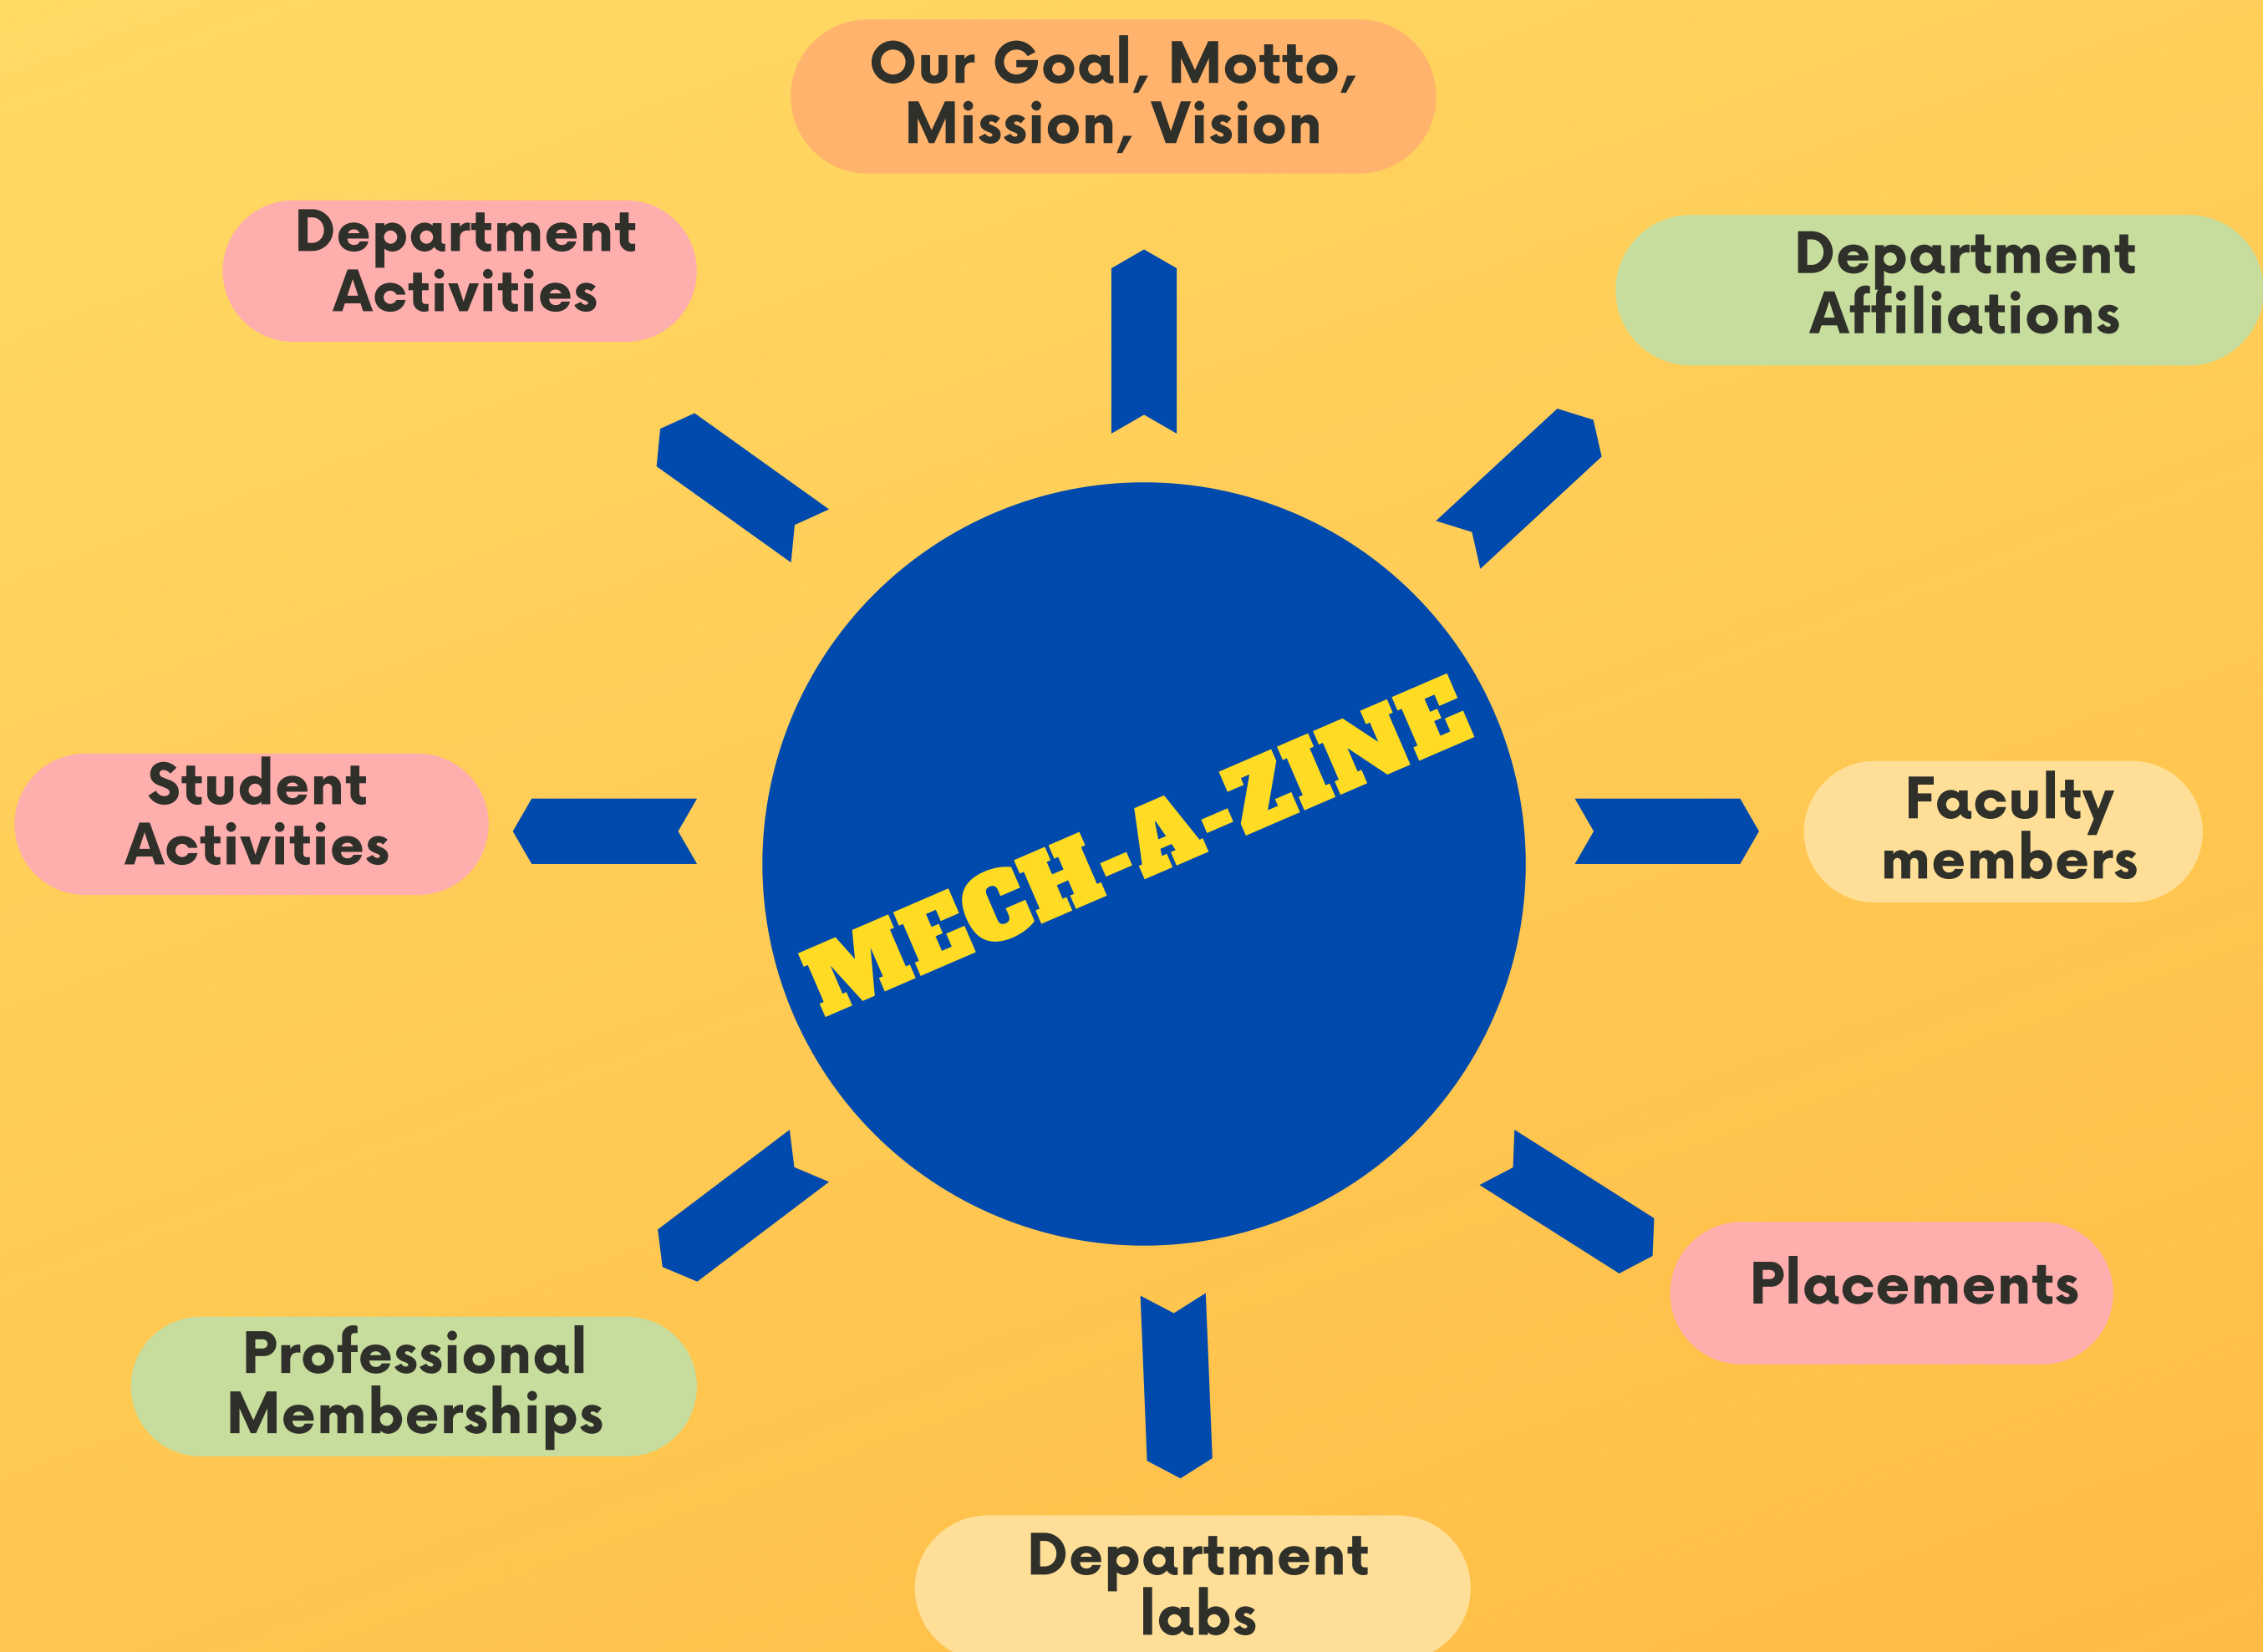 Our Goal, Motto,
Mission, Vision
Department
Activities
Department
Affiliations
MECH-A-ZINE
Student
Activities
Faculty
members
Professional
Memberships
Placements
Department
labs